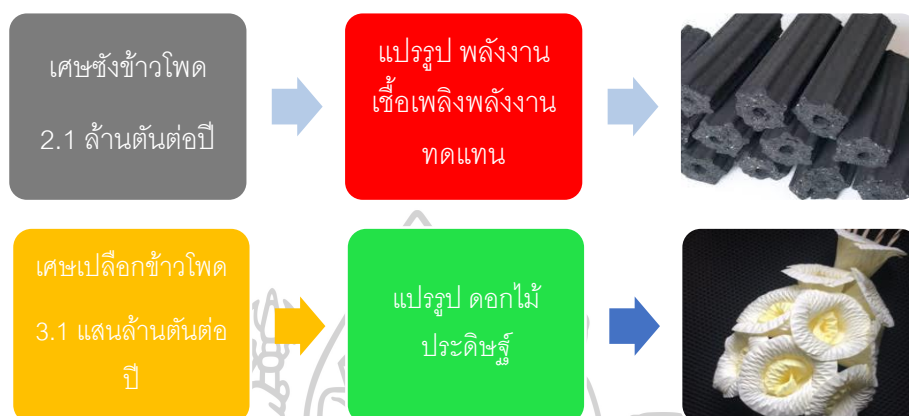 เศษซังข้าวโพด
2.1 ล้านตันต่อปี
แปรรูป พลังงาน
เชื้อเพลิงพลังงาน
ทดแทน
เศษเปลือกข้าวโพด
3.1 แสนล้านตันต่อ
ปี
แปรรูป ดอกไม้
ประดิษฐ์